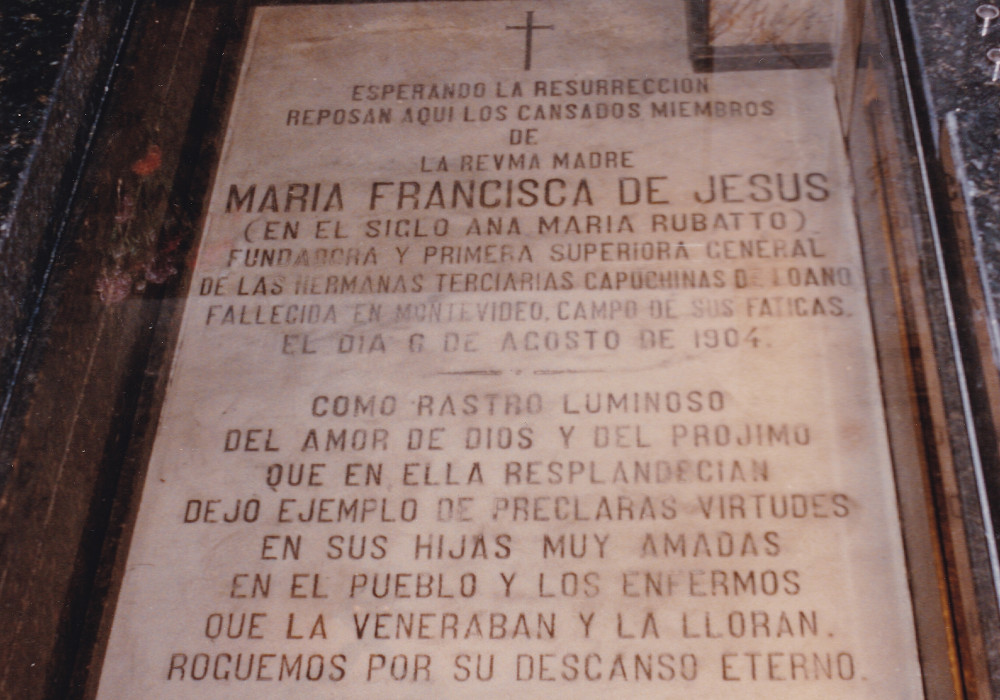 ESPERANDO LA RESURRECCION
REPOSAN AQUI LOS CANSADOS MIEMBROS
DE
LA REVMA MADRE
MARIA FRANCISCA DE JESUS
(EN EL SIGLO ANA MARIA RUBATTO)
FUNDADORA Y PRIMERA SUPERIORA GENERAL
DE LAS HERMANAS TERCIARIAS CAPUCHINAS DE LOANO
FALLECIDA EN MONTEVIDEO, CAMPO DE SUS FATIGAS.
EL DIA 6 DE AGOSTO DE 1904.
COMO RASTRO LUMINOSO
DEL AMOR DE DIOS Y DEL PROJIMO
QUE EN ELLA RESPLANDECIAN
DEJÓ EJEMPLO DE PRECLARAS VIRTUDES
EN SUS HIJAS MUY AMADAS
EN EL PUEBLO Y LOS ENFERMOS
QUE LA VENERABAN Y LA LLORAN.
ROGUEMOS POR SU DESCANSO ETERNO.